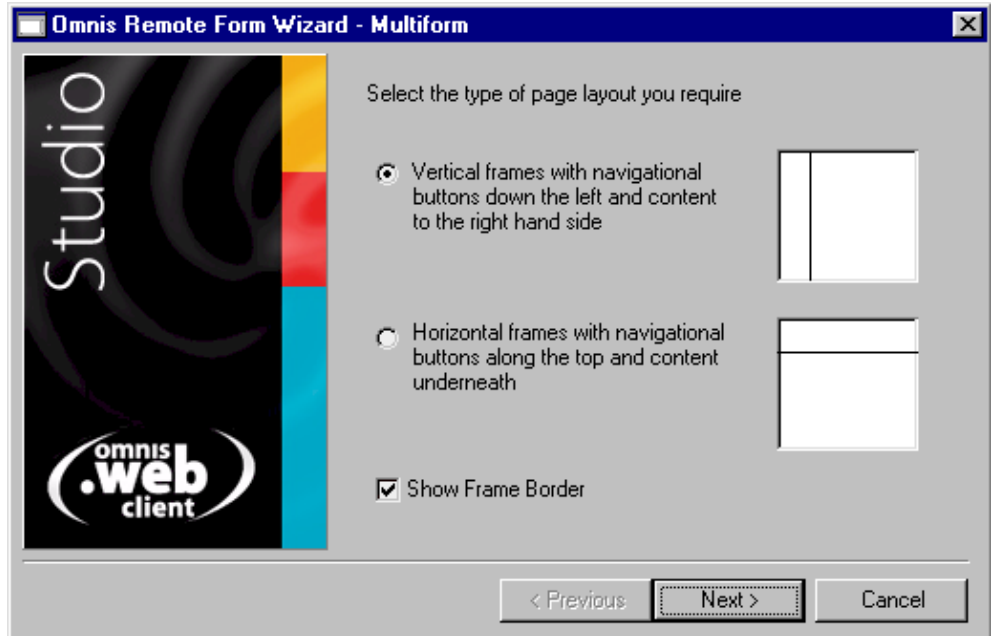 Omnis Remote Form Wizard - Multiform
Studio
omnis
.web
client
Select the type of page layout you require
Vertical frames with navigational
buttons down the left and content
to the right hand side
Horizontal frames with navigational
buttons along the top and content
underneath
Show Frame Border
< Previous
Next >
Cancel